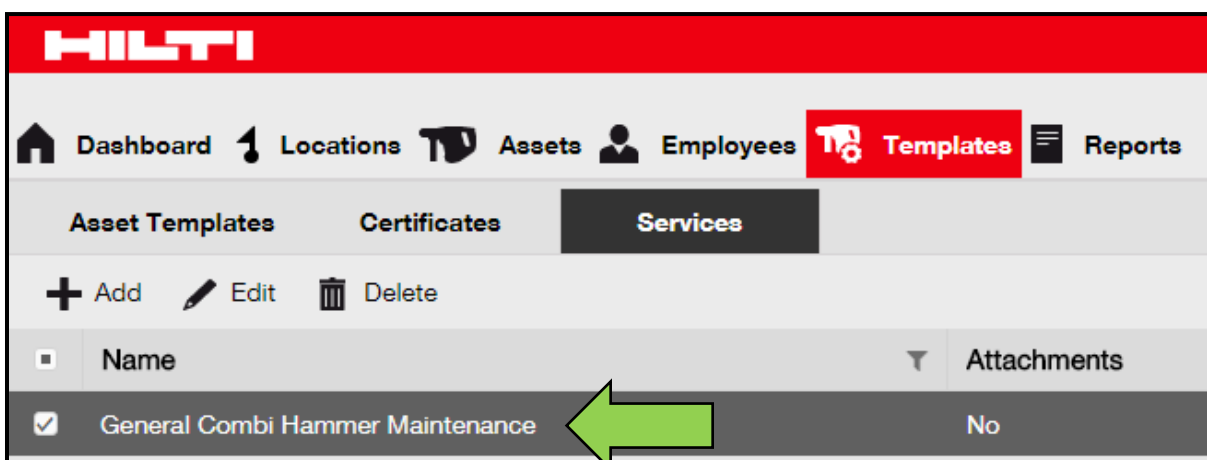 HILTI
Dashboard Locations Assets Employees Templates Reports
Asset Templates Certificates Services
Add Edit Delete
Name Attachments
General Combi Hammer Maintenance No